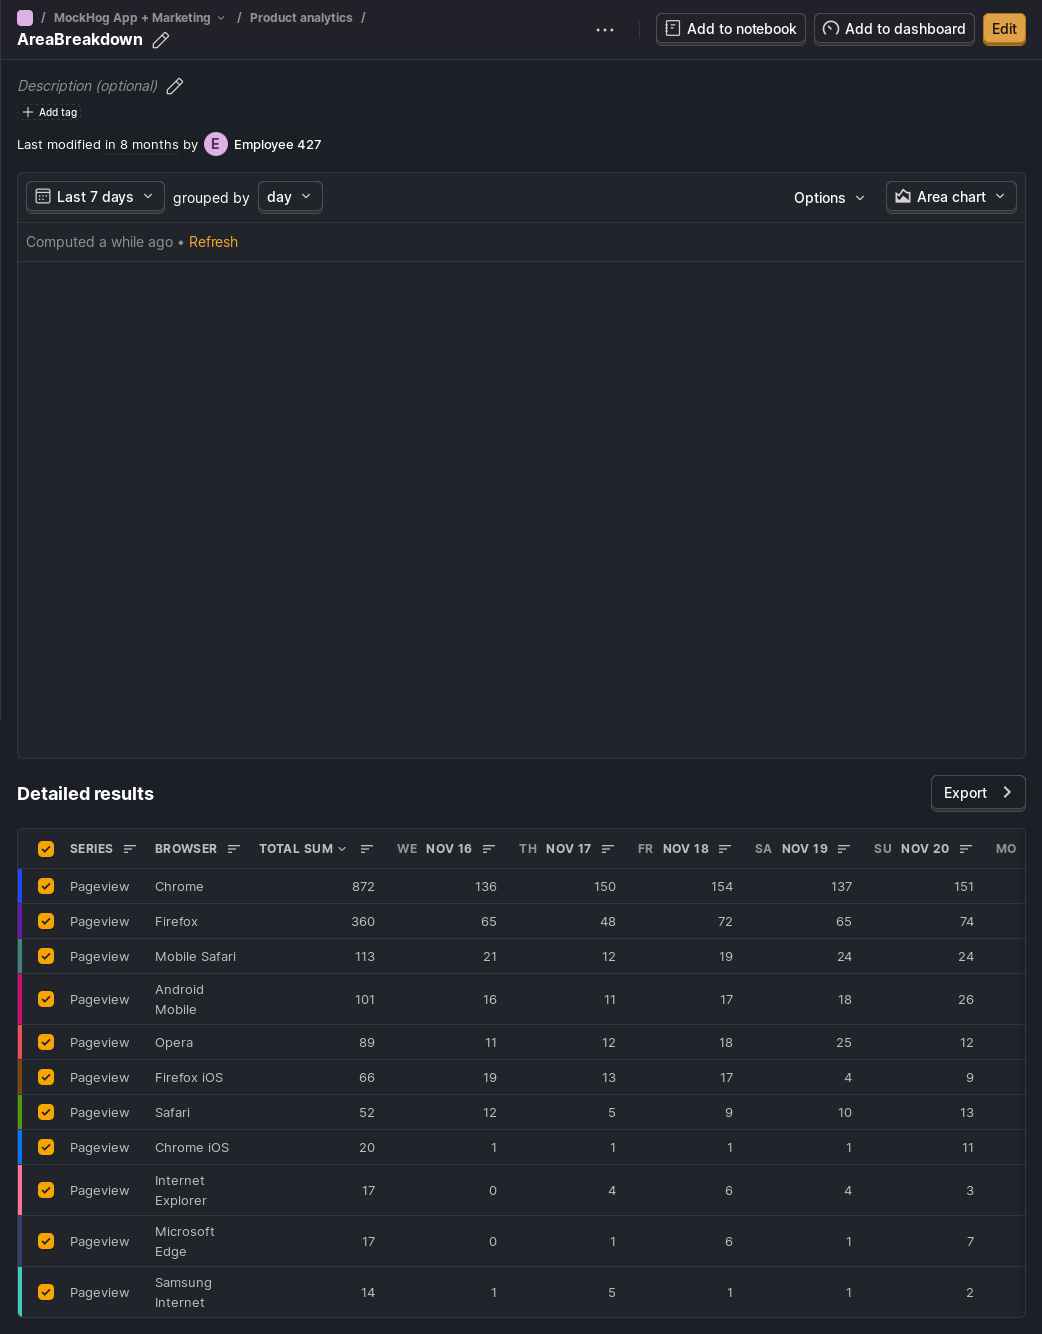 / MockHog App + Marketing / Product analytics /
AreaBreakdown
Add to notebook Add to dashboard Edit
Description (optional)
Add tag
Last modified in 8 months by E Employee 427
Last 7 days grouped by day Options Area chart
Computed a while ago • Refresh
Detailed results
Export
SERIES BROWSER TOTAL SUM WE NOV 16 TH NOV 17 FR NOV 18 SA NOV 19 SU NOV 20 MO
Pageview Chrome 872 136 150 154 137 151
Pageview Firefox 360 65 48 72 65 74
Pageview Mobile Safari 113 21 12 19 24 24
Pageview Android Mobile 101 16 11 17 18 26
Pageview Opera 89 11 12 18 25 12
Pageview Firefox iOS 66 19 13 17 4 9
Pageview Safari 52 12 5 9 10 13
Pageview Chrome iOS 20 1 1 1 1 11
Pageview Internet Explorer 17 0 4 6 4 3
Pageview Microsoft Edge 17 0 1 6 1 7
Pageview Samsung Internet 14 1 5 1 1 2